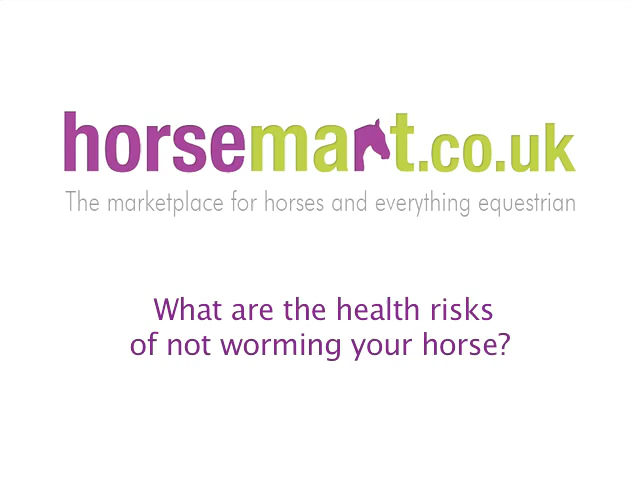 horsemart.co.uk
The marketplace for horses and everything equestrian
What are the health risks
of not worming your horse?